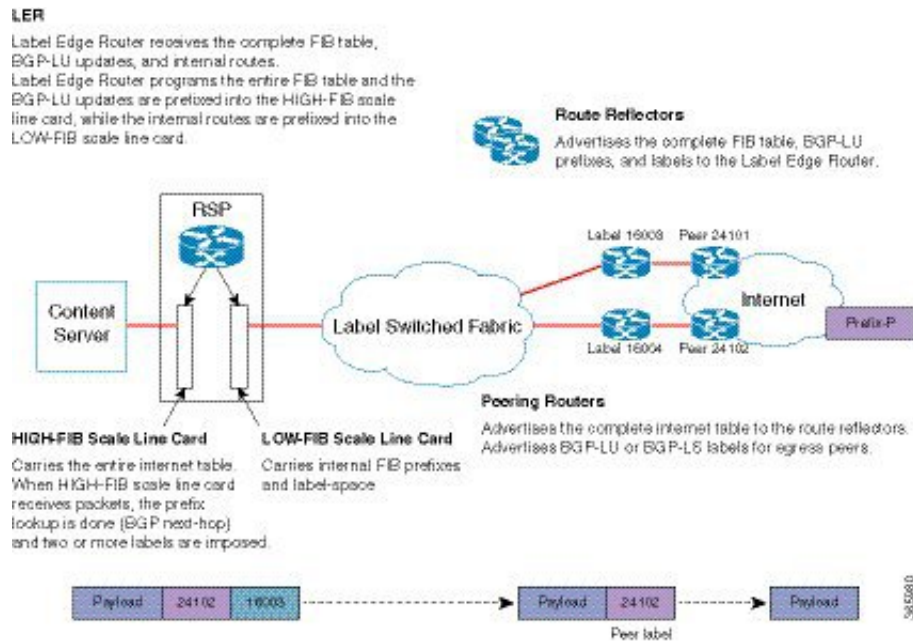 LER
Label Edge Router receives the complete FIB table,
BGP-LU updates, and internal routes.
Label Edge Router programs the entire FIB table and the
BGP-LU updates are prefixed into the HIGH-FIB scale
line card, while the internal routes are prefixed into the
LOW-FIB scale line card.
Route Reflectors
Advertises the complete FIB table, BGP-LU
prefixes, and labels to the Label Edge Router.
RSP
Label 16003
Peer 24101
Content
Server
Label Switched Fabric
Internet
Prefix-P
Label 16004
Peer 24102
Peering Routers
Advertises the complete internet table to the route reflectors.
Advertises BGP-LU or BGP-LS labels for egress peers.
HIGH-FIB Scale Line Card
Carries the entire internet table.
When HIGH-FIB scale line card
receives packets, the prefix
lookup is done (BGP next-hop)
and two or more labels are imposed.
LOW-FIB Scale Line Card
Carries internal FIB prefixes
and label-space
Payload
24102
16003
Payload
24102
Payload
Peer label